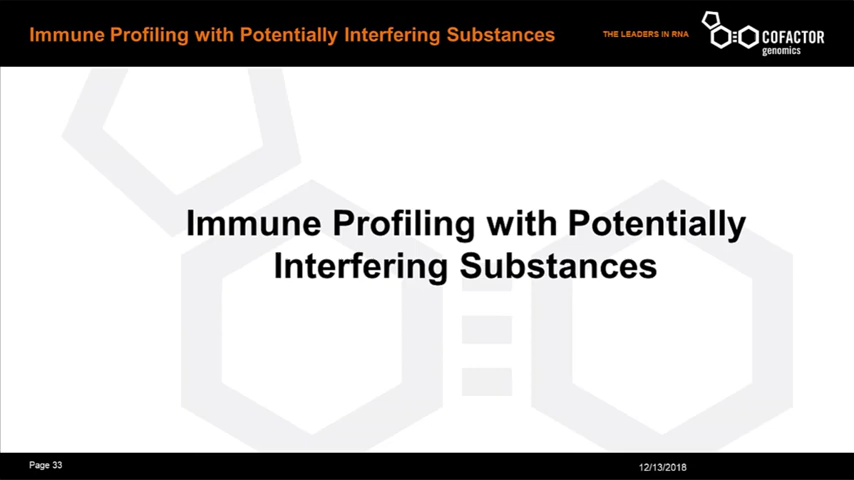 Immune Profiling with Potentially Interfering Substances
THE LEADERS IN RNA
COFACTOR
genomics
Immune Profiling with Potentially
Interfering Substances
Page 33
12/13/2018